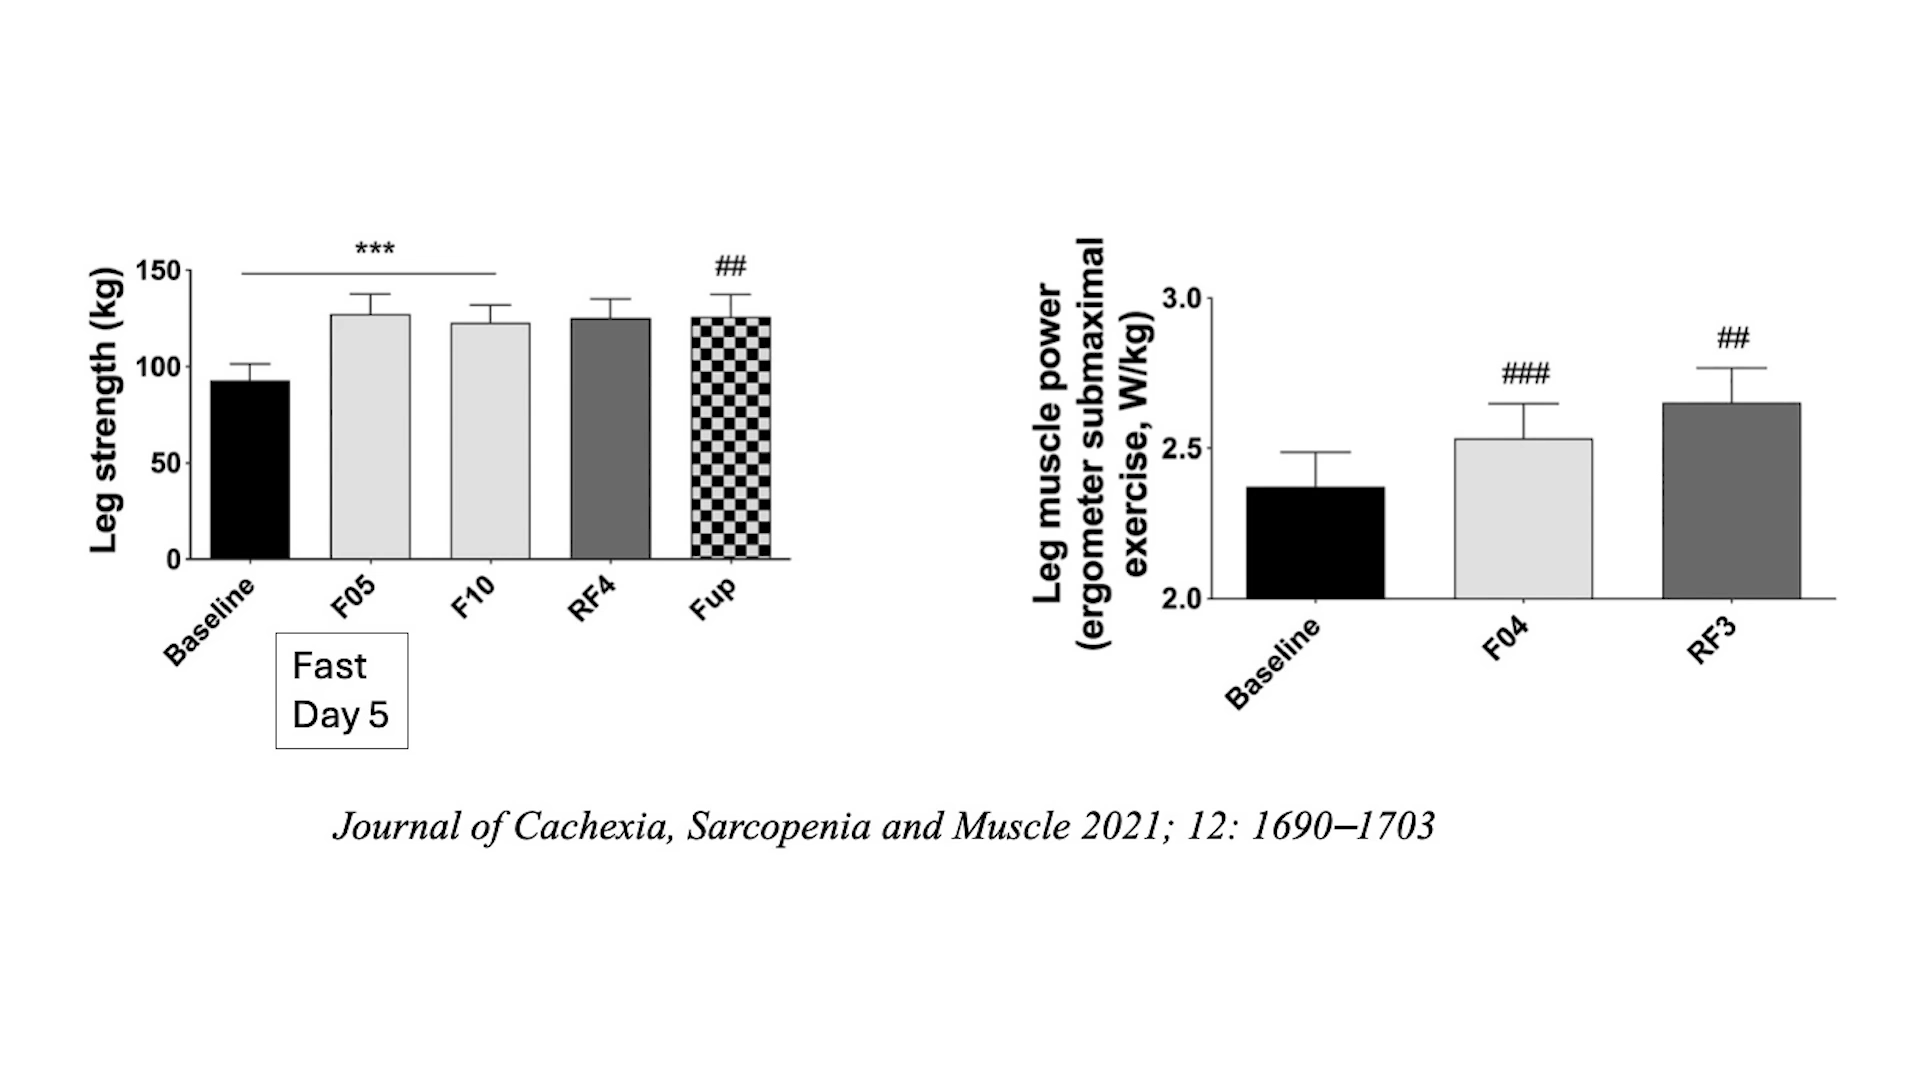 ***
##
150
100
50
0
Leg strength (kg)
Baseline
F05
F10
RF4
Fup
Fast
Day 5
Leg muscle power
(ergometer submaximal
exercise, W/kg)
3.0
2.5
2.0
###
##
Baseline
F04
RF3
Journal of Cachexia, Sarcopenia and Muscle 2021; 12: 1690–1703